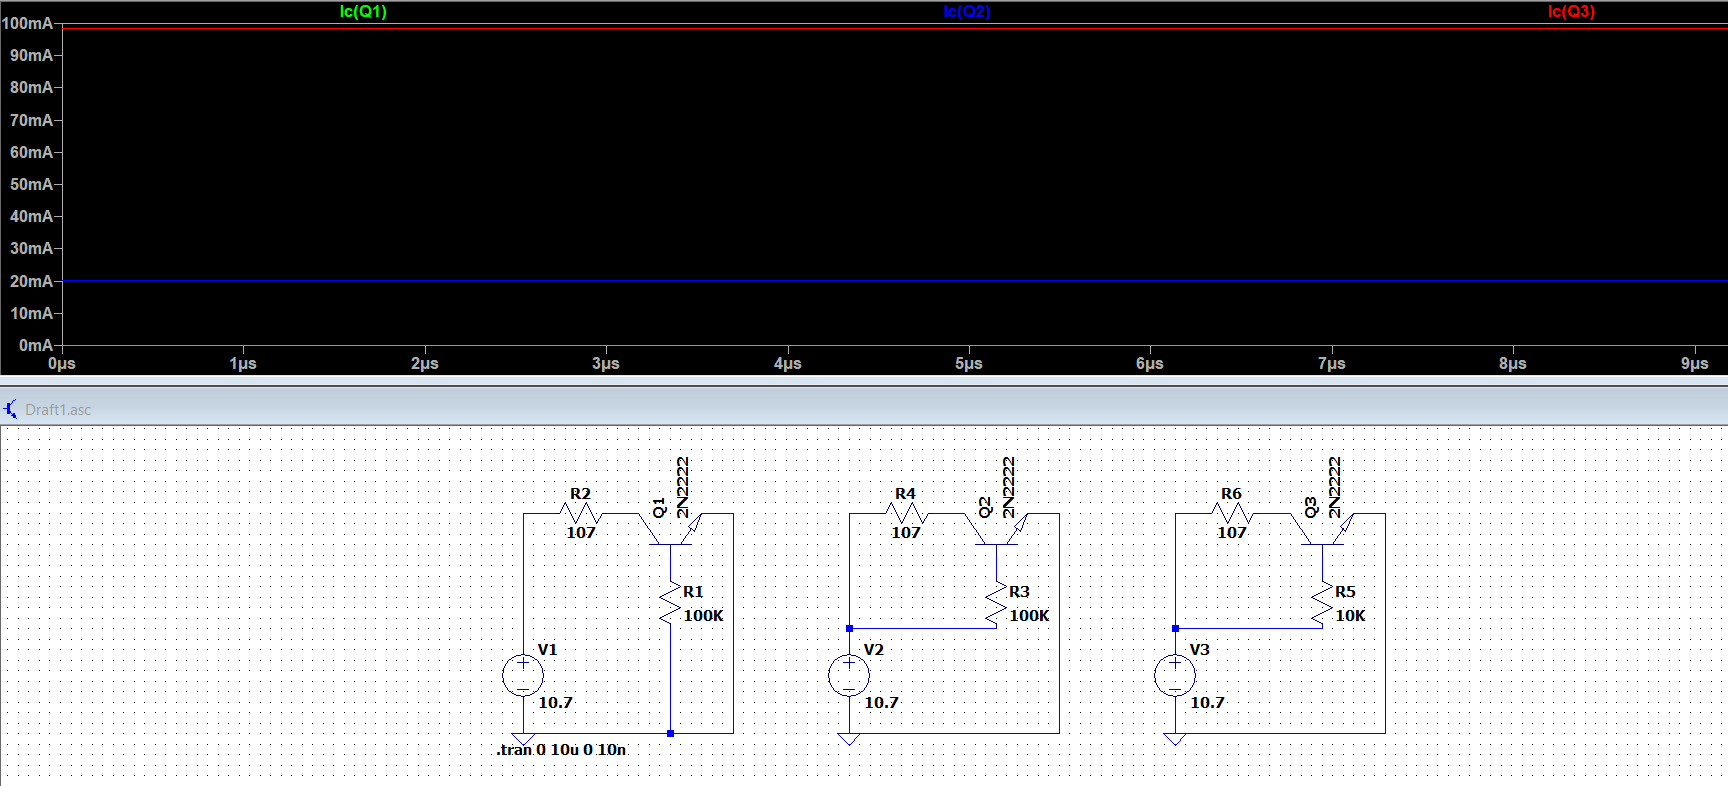 Ic(Q1) Ic(Q2) Ic(Q3)
100mA
90mA
80mA
70mA
60mA
50mA
40mA
30mA
20mA
10mA
0mA
0µs 1µs 2µs 3µs 4µs 5µs 6µs 7µs 8µs 9µs
Draft1.asc
R2
107
Q1
2N2222
R1
100K
V1
10.7
.tran 0 10u 0 10n
R4
107
Q2
2N2222
R3
100K
V2
10.7
R6
107
Q3
2N2222
R5
10K
V3
10.7